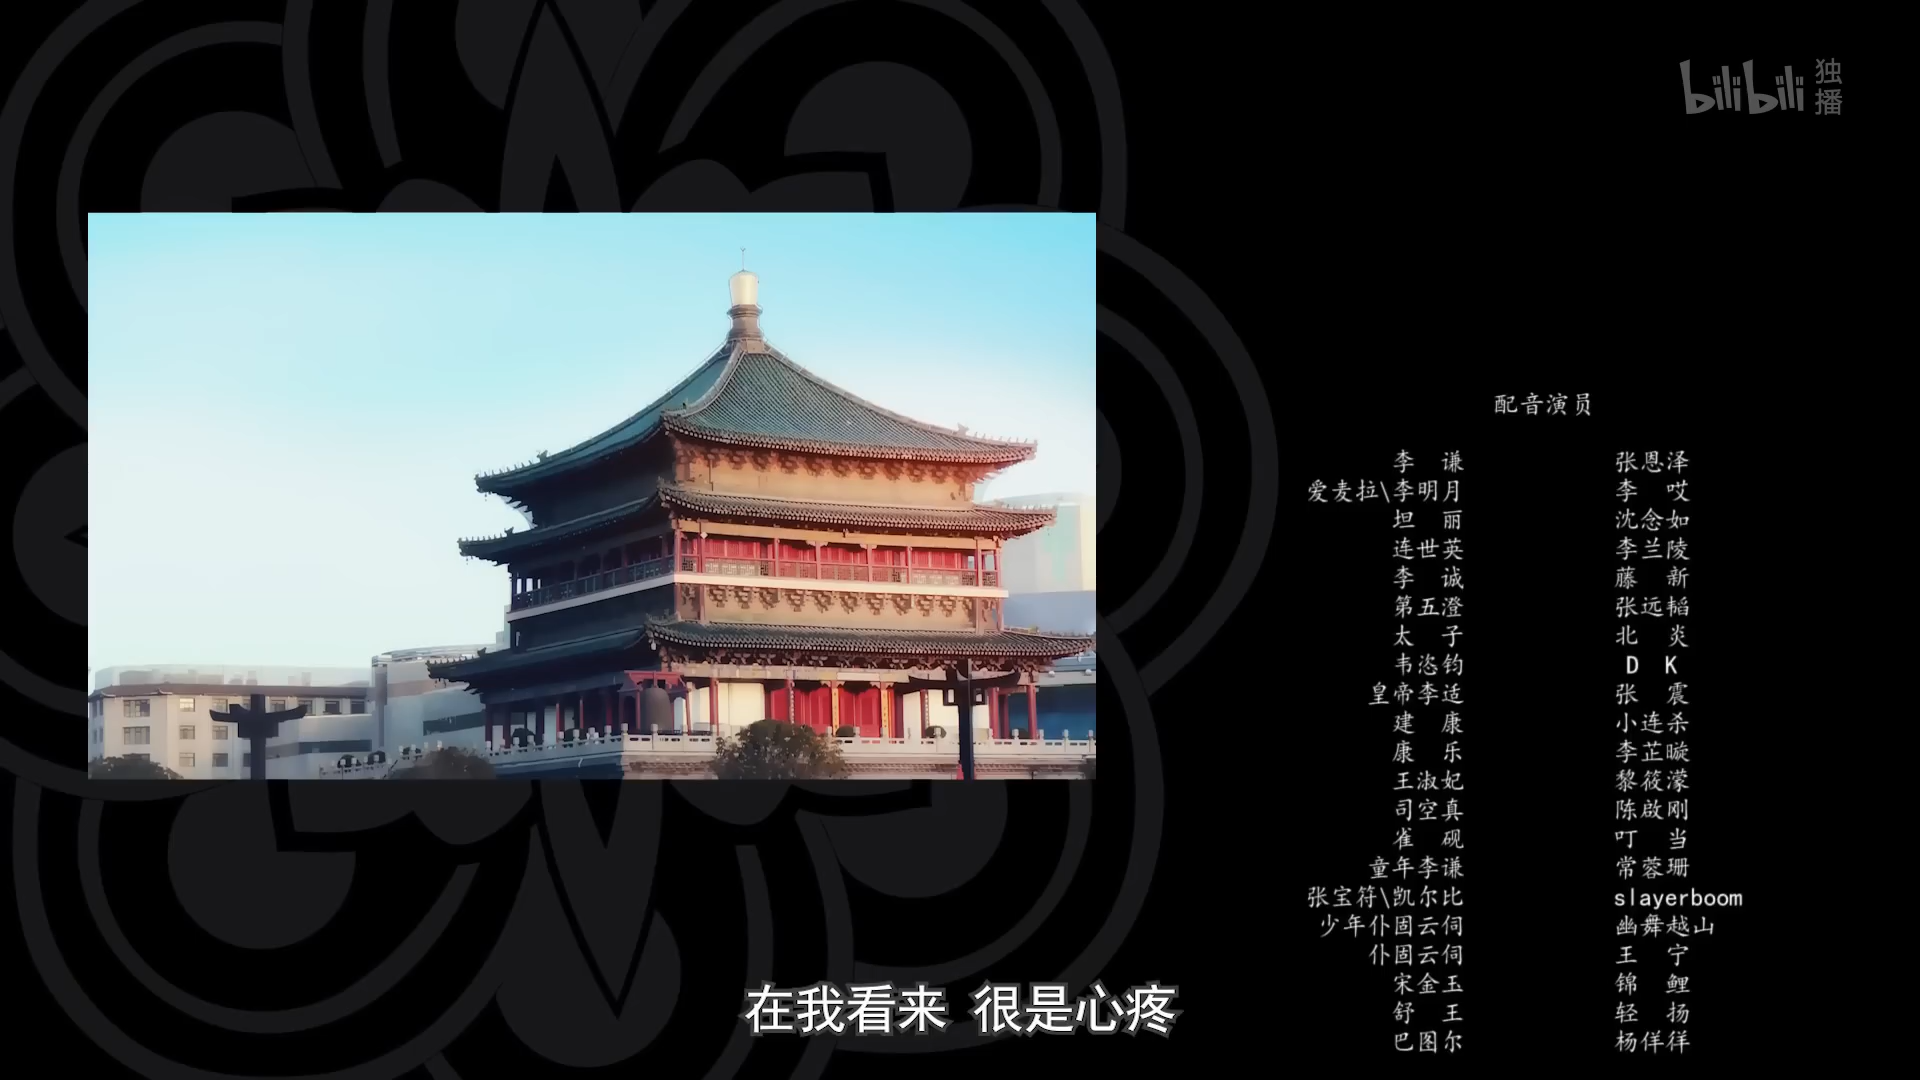 bilibili 独播
配音演员
李 谦 张恩泽
爱麦拉\李明月 李 哎
坦 丽 沈念如
连世英 李兰陵
李 诚 藤 新
第五澄 张远韬
太 子 北 炎
韦恣钧 D K
皇帝李适 张 震
建 康 小连杀
康 乐 李芷璇
王淑妃 黎筱濛
司空真 陈啟刚
雀 砚 叮 当
童年李谦 常蓉珊
张宝符\凯尔比 slayerboom
少年仆固云伺 幽舞越山
仆固云伺 王 宁
宋金玉 锦 鲤
舒 王 轻 扬
巴图尔 杨佯徉
在我看来 很是心疼